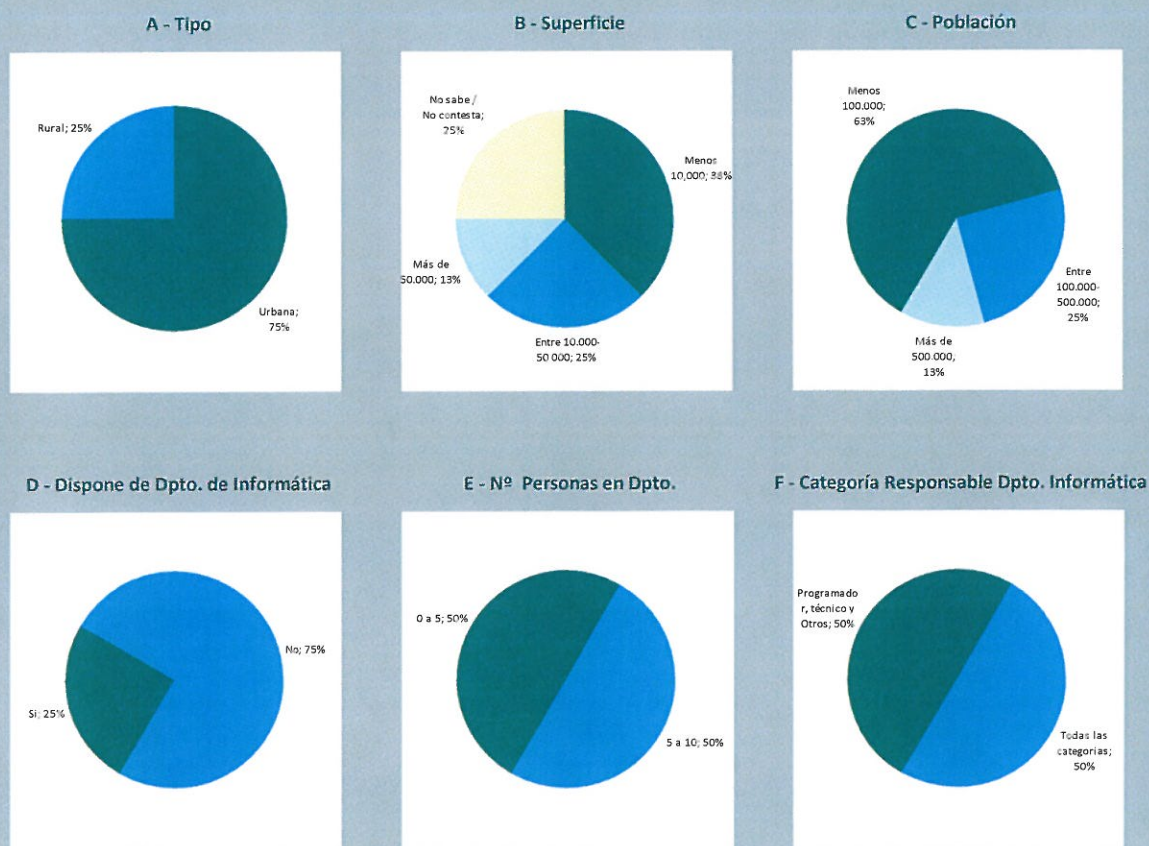 A - Tipo
Rural; 25%
Urbana;
75%
B - Superficie
No sabe /
No contesta;
25%
Menos
10,000; 38%
Más de
50.000; 13%
Entre 10.000-
50 000; 25%
C - Población
Menos
100.000;
63%
Entre
100.000-
500.000;
25%
Más de
500.000;
13%
D - Dispone de Dpto. de Informática
No; 75%
Si; 25%
E - Nº Personas en Dpto.
0 a 5; 50%
5 a 10; 50%
F - Categoría Responsable Dpto. Informática
Programado
r, técnico y
Otros; 50%
Todas las
categorias;
50%